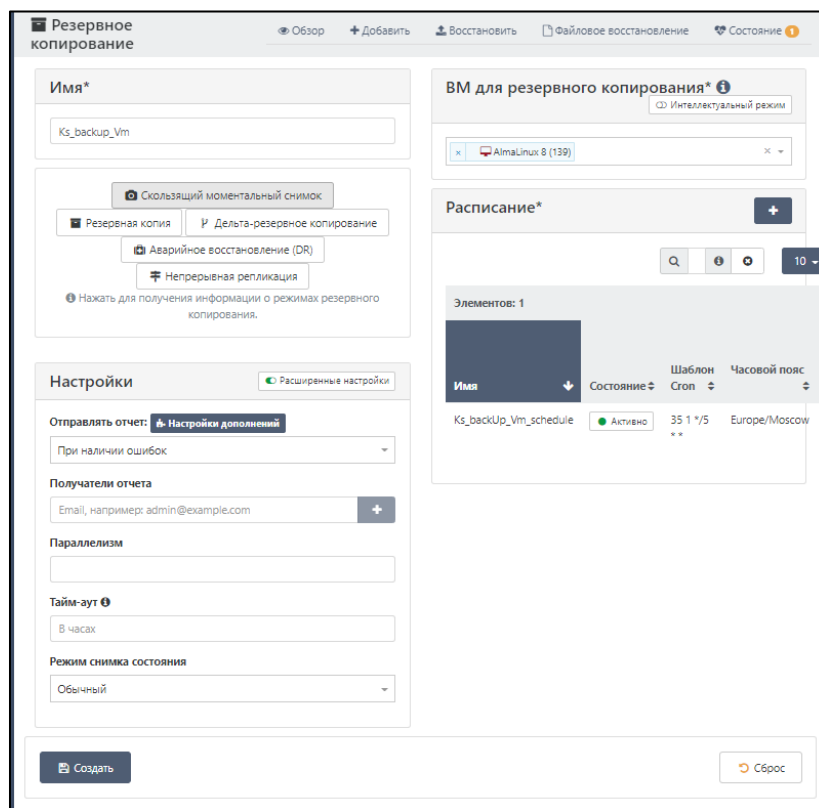 Резервное копирование
Обзор
Добавить
Восстановить
Файловое восстановление
Состояние 1
Имя*
Ks_backup_Vm
Скользящий моментальный снимок
Резервная копия
Дельта-резервное копирование
Аварийное восстановление (DR)
Непрерывная репликация
Нажать для получения информации о режимах резервного
копирования.
Настройки
Расширенные настройки
Отправлять отчет:
Настройки дополнений
При наличии ошибок
Получатели отчета
Email, например: admin@example.com
Параллелизм
Тайм-аут
В часах
Режим снимка состояния
Обычный
ВМ для резервного копирования*
Интеллектуальный режим
× AlmaLinux 8 (139) ×
Расписание*
10
Элементов: 1
Имя
Состояние
Шаблон
Cron
Часовой пояс
Ks_backUp_Vm_schedule
Активно
35 1 */5
* *
Europe/Moscow
Создать
Сброс